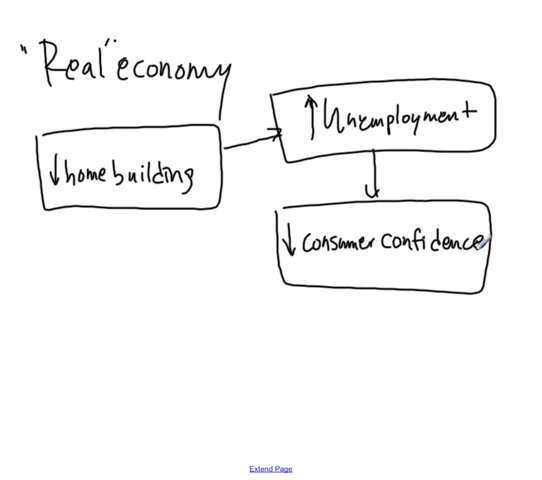 "Real" economy
↑ Unemployment
↓ home building
↓ consumer confidence
Extend Page